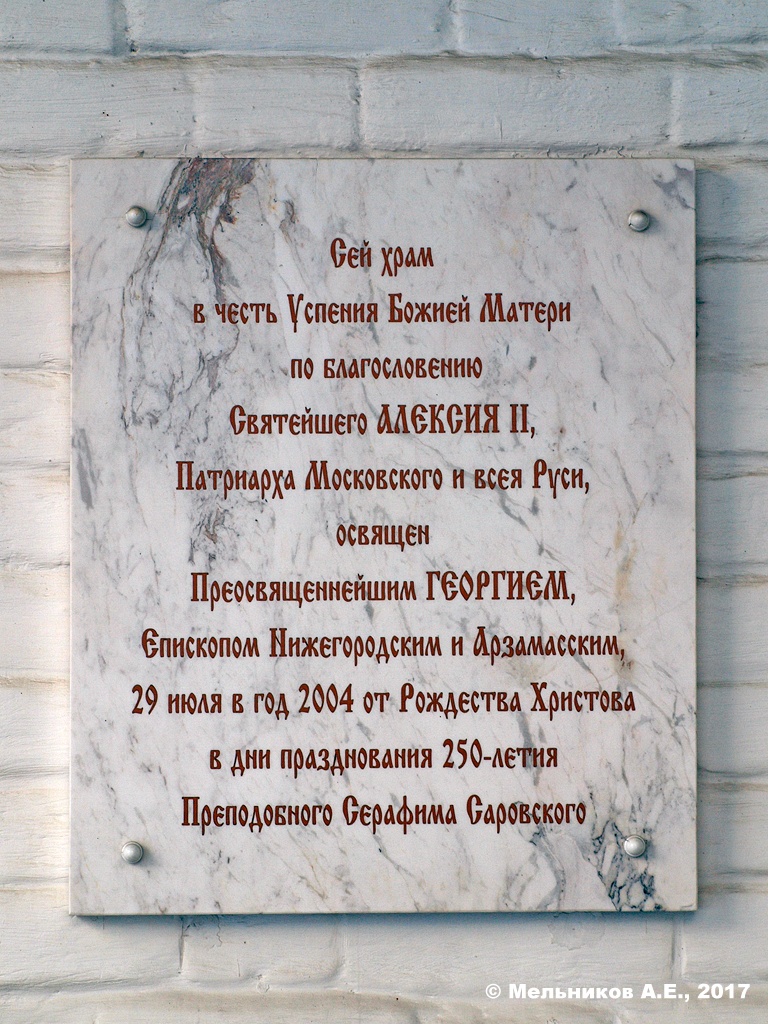 Сей храм
в честь Успения Божией Матери
по благословению
Святейшего АЛЕКСИЯ II,
Патриарха Московского и всея Руси,
освящен
Преосвященнейшим ГЕОРГИЕМ,
Епископом Нижегородским и Арзамасским,
29 июля в год 2004 от Рождества Христова
в дни празднования 250-летия
Преподобного Серафима Саровского
© Мельников А.Е., 2017